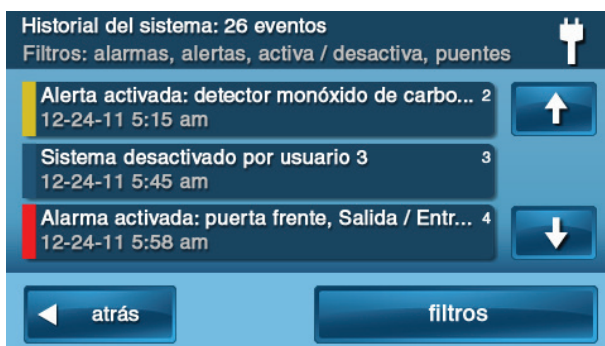 Historial del sistema: 26 eventos
Filtros: alarmas, alertas, activa / desactiva, puentes
Alerta activada: detector monóxido de carbo... 2
12-24-11 5:15 am
Sistema desactivado por usuario 3 3
12-24-11 5:45 am
Alarma activada: puerta frente, Salida / Entr... 4
12-24-11 5:58 am
atrás
filtros